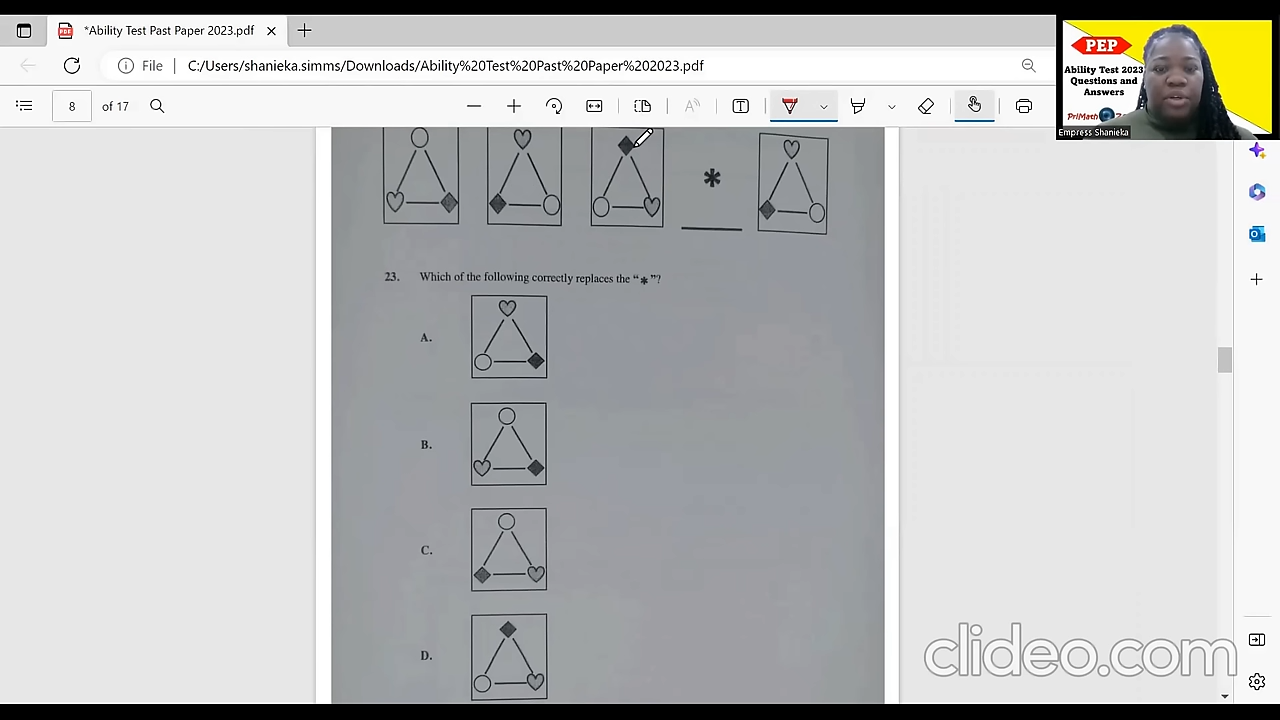 *Ability Test Past Paper 2023.pdf
File
C:/Users/shanieka.simms/Downloads/Ability%20Test%20Past%20Paper%202023.pdf
8 of 17
PEP
Ability Test 2023
Questions and
Answers
PriMath
Empress Shanieka
*
23. Which of the following correctly replaces the "*"?
A.
B.
C.
D.
clideo.com